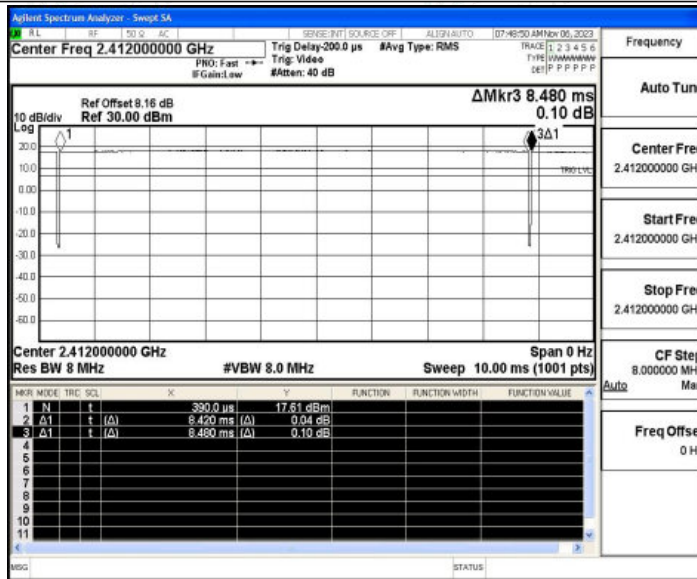 Agilent Spectrum Analyzer - Swept SA
RL RF 50 Ω AC SENSE:INT SOURCE OFF ALIGN AUTO 07:48:50 AM Nov 06, 2023
Center Freq 2.412000000 GHz
PNO: Fast
IFGain:Low
Trig Delay-200.0 µs
Trig: Video
#Atten: 40 dB
#Avg Type: RMS
TRACE 1 2 3 4 5 6
TYPE WWWWWW
DET P P P P P P
Frequency
Auto Tun
Center Fre
2.412000000 GH
Start Fre
2.412000000 GH
Stop Fre
2.412000000 GH
CF Step
8.000000 MH
Auto Ma
Freq Offse
0 H
Ref Offset 8.16 dB
10 dB/div Ref 30.00 dBm
ΔMkr3 8.480 ms
0.10 dB
Log
1
3Δ1
20.0
TRIG LVL
10.0
0.00
-10.0
-20.0
-30.0
-40.0
-50.0
-60.0
Center 2.412000000 GHz Span 0 Hz
Res BW 8 MHz #VBW 8.0 MHz Sweep 10.00 ms (1001 pts)
MKR MODE TRC SCL X Y FUNCTION FUNCTION WIDTH FUNCTION VALUE
1 N t 390.0 µs 17.61 dBm
2 Δ1 t (Δ) 8.420 ms (Δ) 0.04 dB
3 Δ1 t (Δ) 8.480 ms (Δ) 0.10 dB
4
5
6
7
8
9
10
11
MSG STATUS